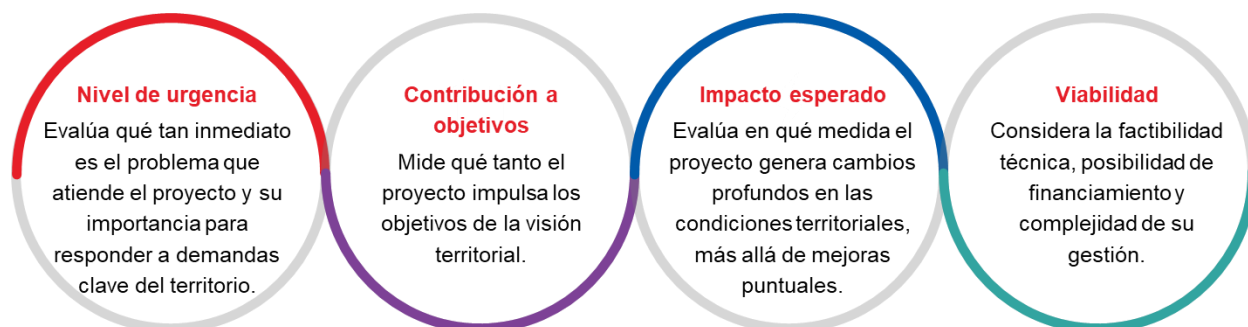 Nivel de urgencia
Evalúa qué tan inmediato
es el problema que
atiende el proyecto y su
importancia para
responder a demandas
clave del territorio.
Contribución a
objetivos
Mide qué tanto el
proyecto impulsa los
objetivos de la visión
territorial.
Impacto esperado
Evalúa en qué medida el
proyecto genera cambios
profundos en las
condiciones territoriales,
más allá de mejoras
puntuales.
Viabilidad
Considera la factibilidad
técnica, posibilidad de
financiamiento y
complejidad de su
gestión.